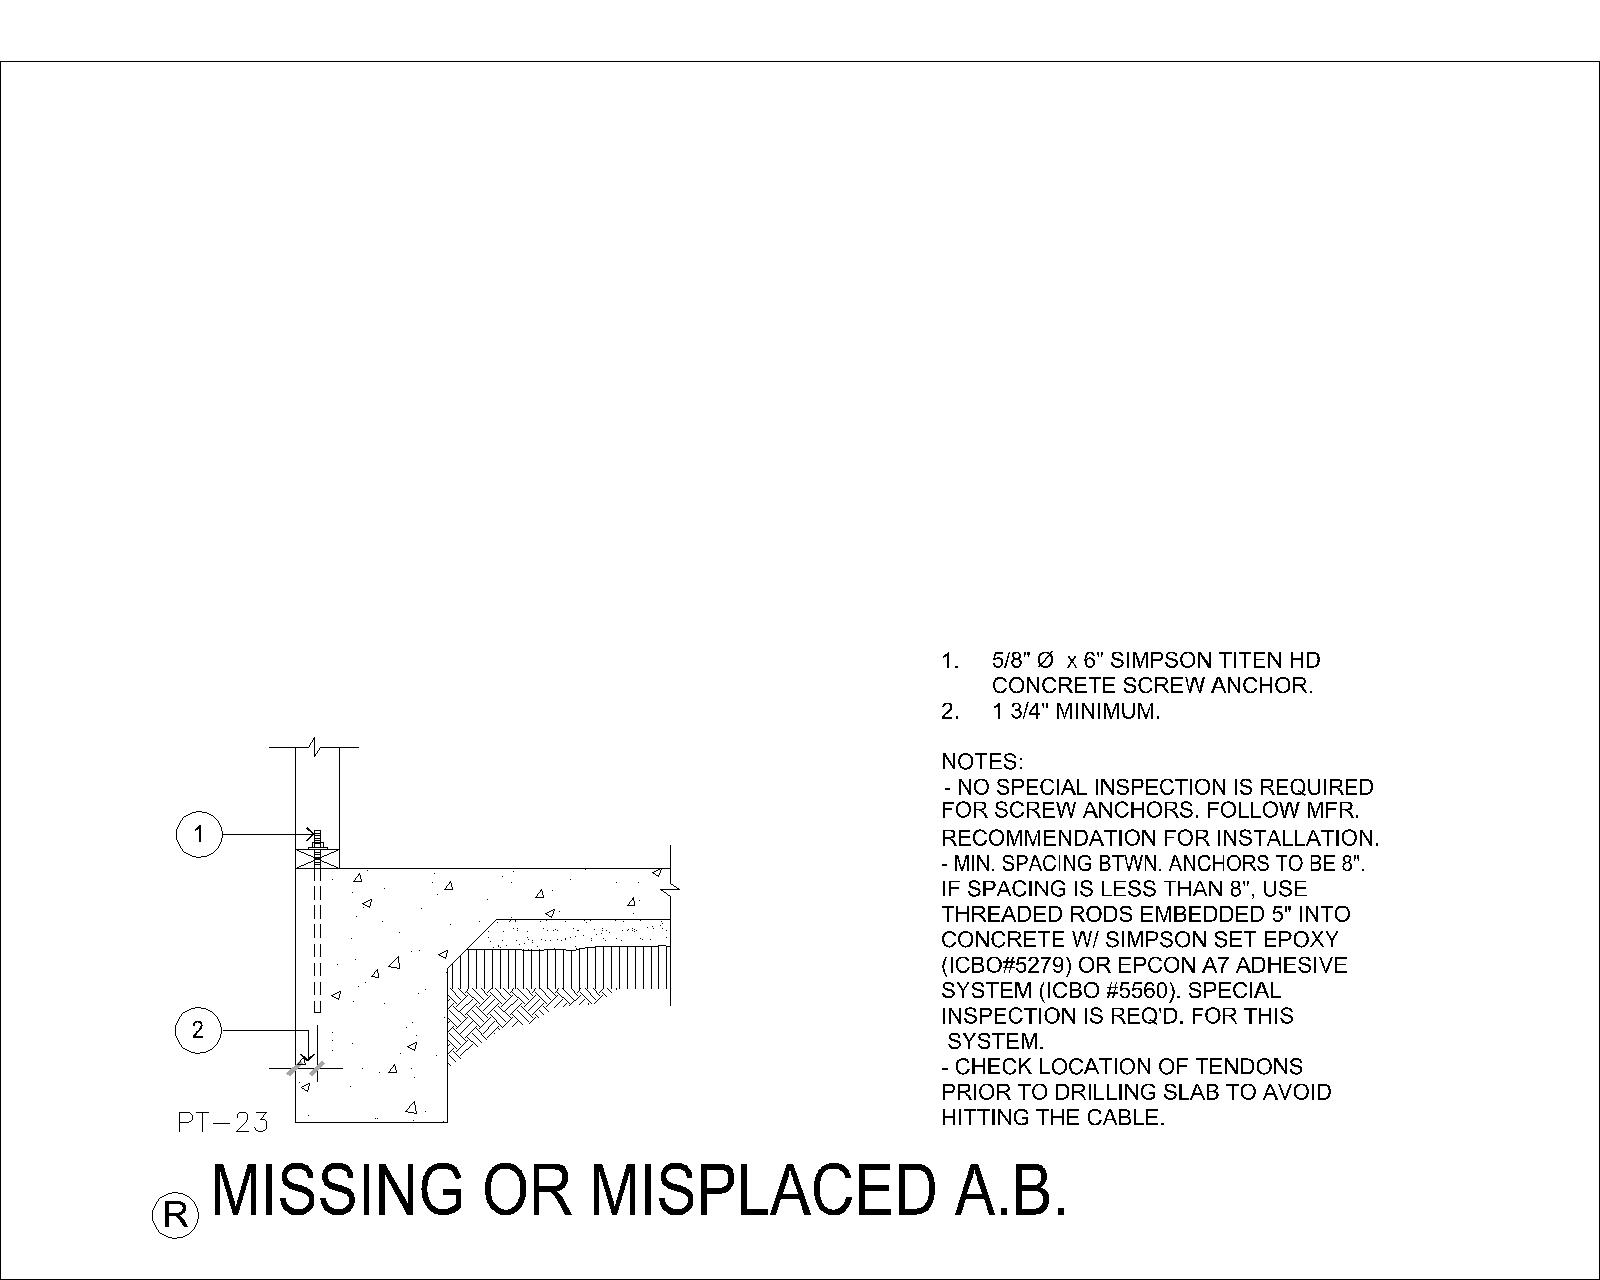 1. 5/8" Ø x 6" SIMPSON TITEN HD
CONCRETE SCREW ANCHOR.
2. 1 3/4" MINIMUM.
NOTES:
- NO SPECIAL INSPECTION IS REQUIRED
FOR SCREW ANCHORS. FOLLOW MFR.
RECOMMENDATION FOR INSTALLATION.
- MIN. SPACING BTWN. ANCHORS TO BE 8".
IF SPACING IS LESS THAN 8", USE
THREADED RODS EMBEDDED 5" INTO
CONCRETE W/ SIMPSON SET EPOXY
(ICBO#5279) OR EPCON A7 ADHESIVE
SYSTEM (ICBO #5560). SPECIAL
INSPECTION IS REQ'D. FOR THIS
SYSTEM.
- CHECK LOCATION OF TENDONS
PRIOR TO DRILLING SLAB TO AVOID
HITTING THE CABLE.
1
2
PT-23
R MISSING OR MISPLACED A.B.